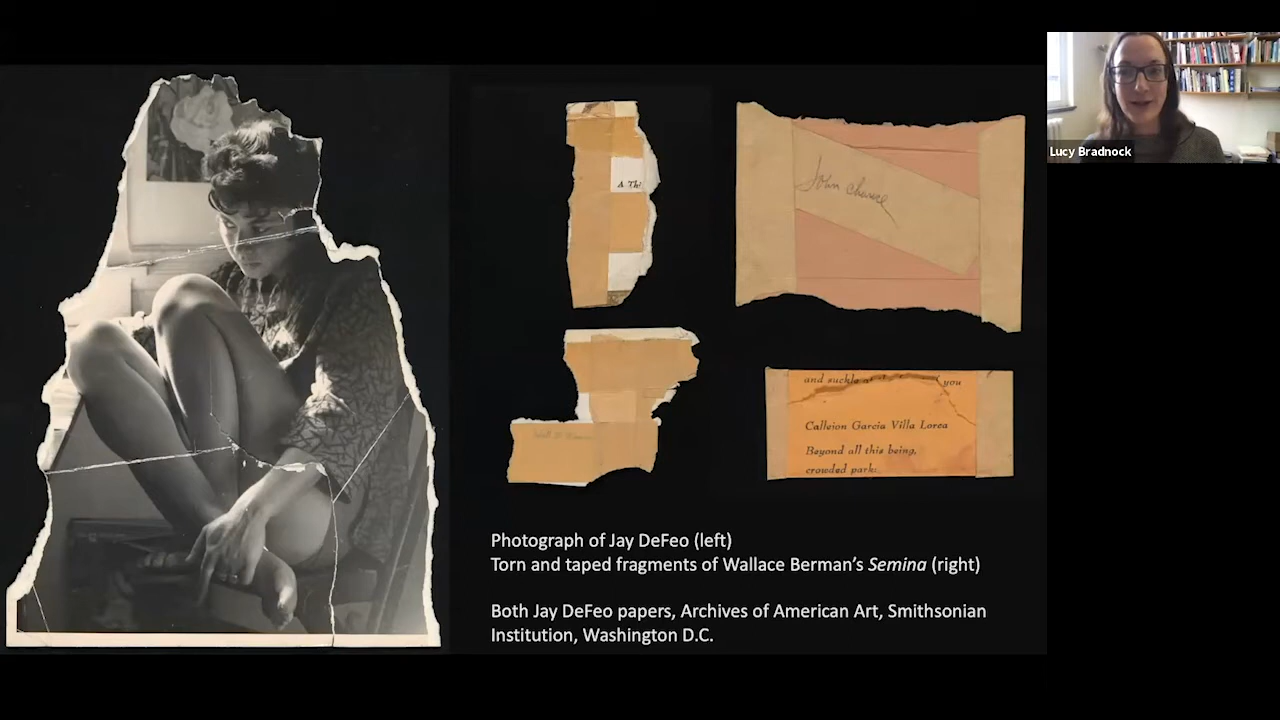 Lucy Bradnock
A. Th
John
and suckle at you
Callejon Garcia Villa Lorca
Beyond all this being,
crowded park:
Photograph of Jay DeFeo (left)
Torn and taped fragments of Wallace Berman’s Semina (right)
Both Jay DeFeo papers, Archives of American Art, Smithsonian
Institution, Washington D.C.